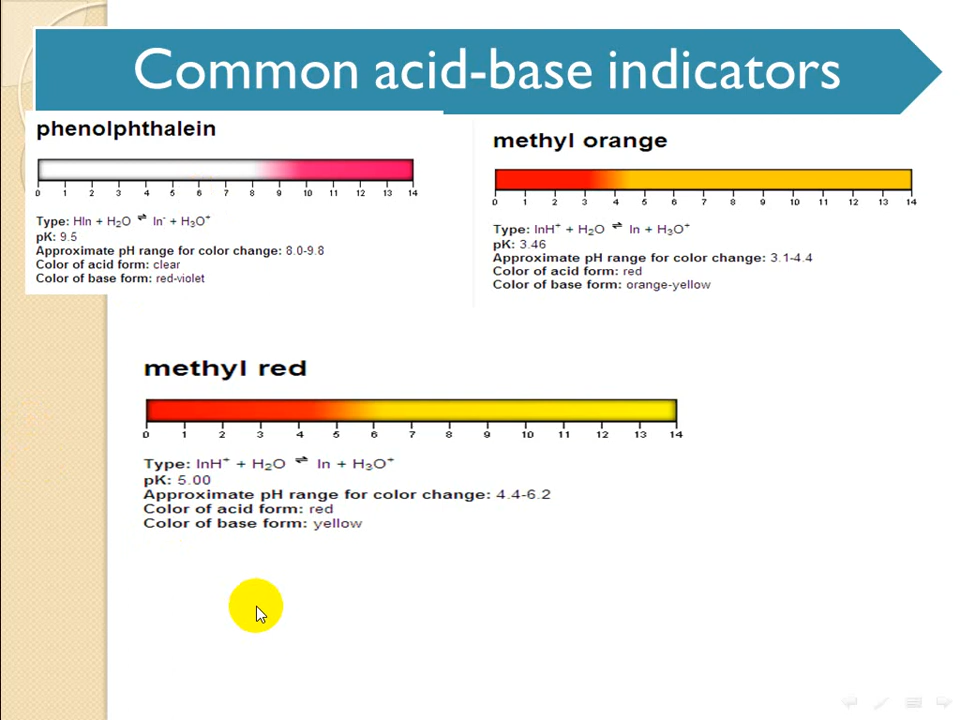 Common acid-base indicators
phenolphthalein
0 1 2 3 4 5 6 7 8 9 10 11 12 13 14
Type: HIn + H₂O ⇌ In⁻ + H₃O⁺
pK: 9.5
Approximate pH range for color change: 8.0-9.8
Color of acid form: clear
Color of base form: red-violet
methyl orange
0 1 2 3 4 5 6 7 8 9 10 11 12 13 14
Type: InH⁺ + H₂O ⇌ In + H₃O⁺
pK: 3.46
Approximate pH range for color change: 3.1-4.4
Color of acid form: red
Color of base form: orange-yellow
methyl red
0 1 2 3 4 5 6 7 8 9 10 11 12 13 14
Type: InH⁺ + H₂O ⇌ In + H₃O⁺
pK: 5.00
Approximate pH range for color change: 4.4-6.2
Color of acid form: red
Color of base form: yellow